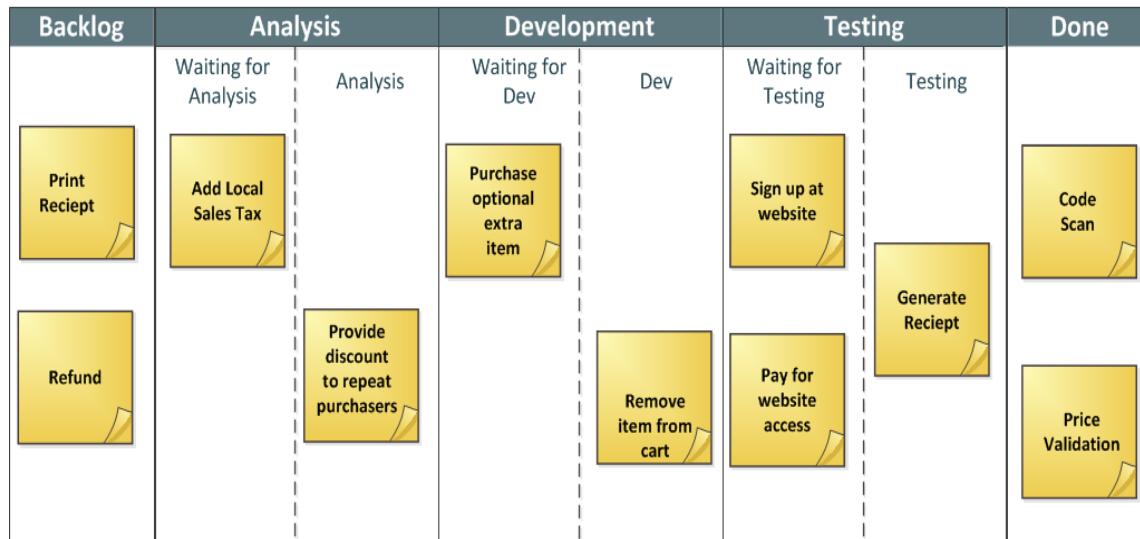 Backlog
Analysis
Development
Testing
Done
Waiting for
Analysis
Analysis
Waiting for
Dev
Dev
Waiting for
Testing
Testing
Print
Reciept
Add Local
Sales Tax
Purchase
optional
extra
item
Sign up at
website
Code
Scan
Generate
Reciept
Refund
Provide
discount
to repeat
purchasers
Remove
item from
cart
Pay for
website
access
Price
Validation